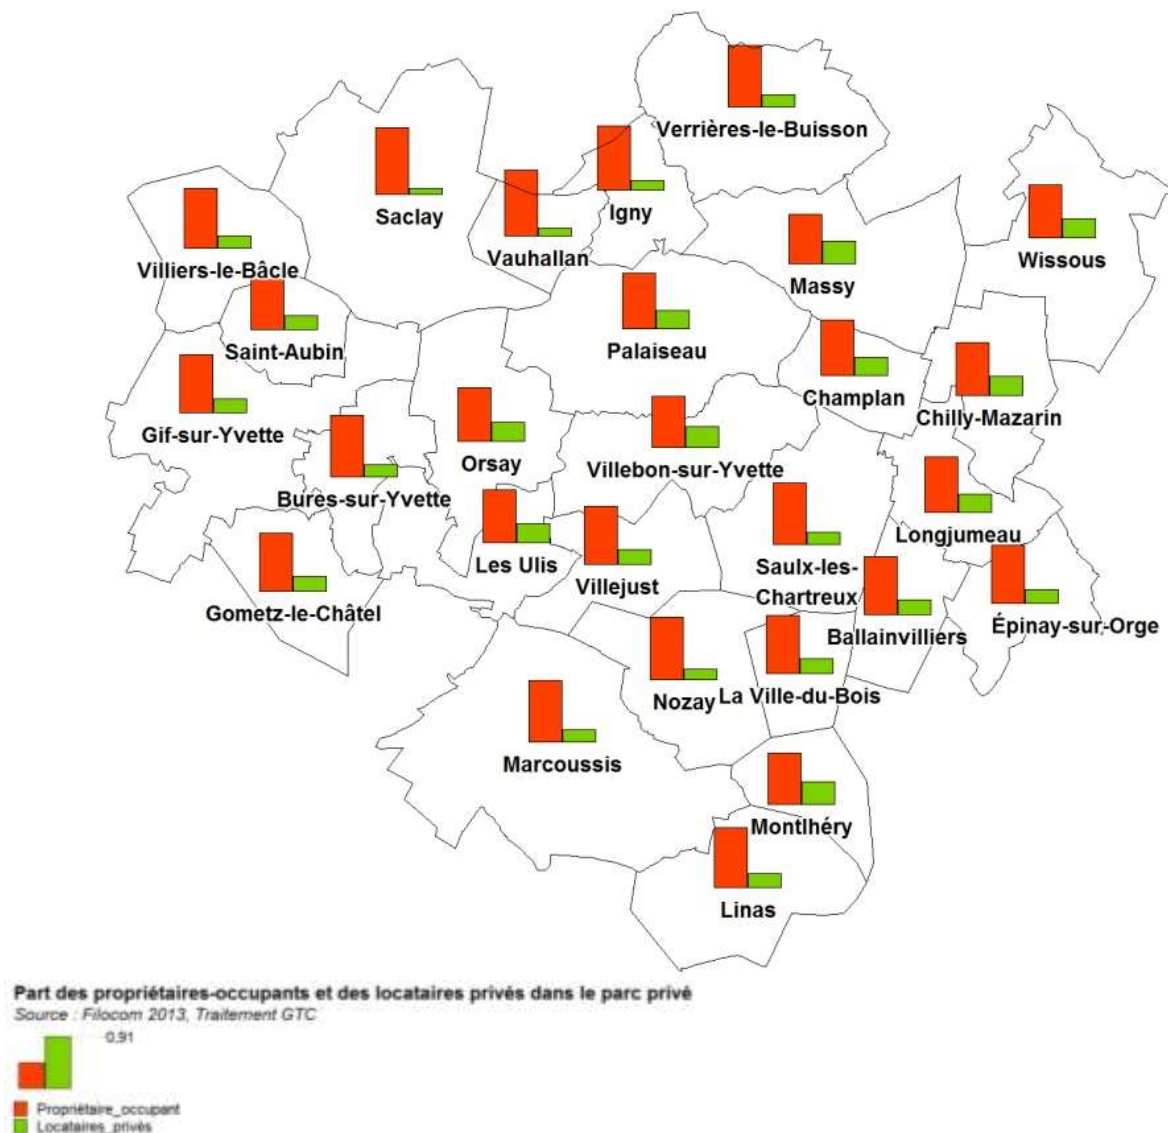 Verrières-le-Buisson
Saclay
Igny
Vauhallan
Wissous
Villiers-le-Bâcle
Massy
Saint-Aubin
Palaiseau
Champlan
Chilly-Mazarin
Gif-sur-Yvette
Orsay
Villebon-sur-Yvette
Bures-sur-Yvette
Longjumeau
Les Ulis
Villejust
Saulx-les-
Chartreux
Gometz-le-Châtel
Ballainvilliers
Épinay-sur-Orge
Nozay
La Ville-du-Bois
Marcoussis
Montlhéry
Linas
Part des propriétaires-occupants et des locataires privés dans le parc privé
Source : Filocom 2013, Traitement GTC
0,91
Propriétaire_occupant
Locataires_privés